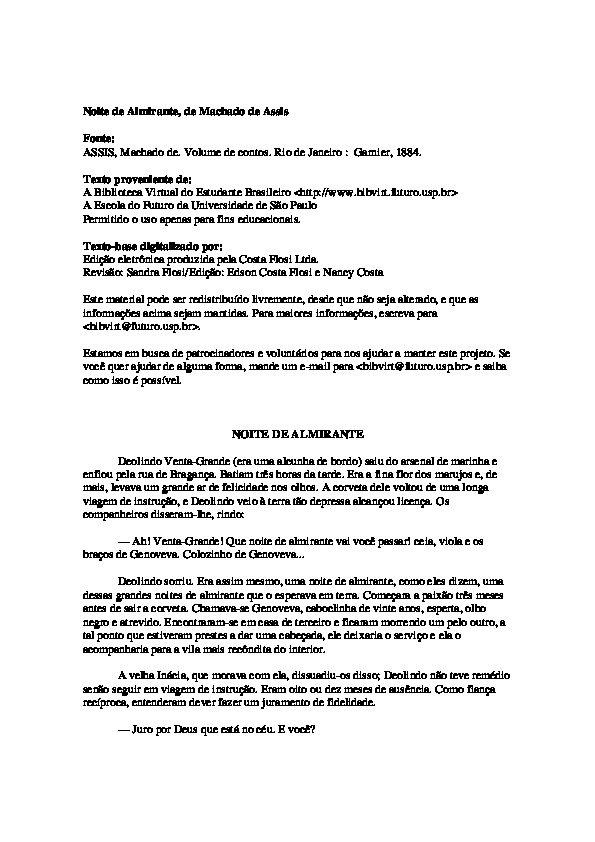 Noite de Almirante, de Machado de Assis
Fonte:
ASSIS, Machado de. Volume de contos. Rio de Janeiro : Garnier, 1884.
Texto proveniente de:
A Biblioteca Virtual do Estudante Brasileiro <http://www.bibvirt.futuro.usp.br>
A Escola do Futuro da Universidade de São Paulo
Permitido o uso apenas para fins educacionais.
Texto-base digitalizado por:
Edição eletrônica produzida pela Costa Flosi Ltda.
Revisão: Sandra Flosi/Edição: Edson Costa Flosi e Nancy Costa
Este material pode ser redistribuído livremente, desde que não seja alterado, e que as
informações acima sejam mantidas. Para maiores informações, escreva para
<bibvirt@futuro.usp.br>.
Estamos em busca de patrocinadores e voluntários para nos ajudar a manter este projeto. Se
você quer ajudar de alguma forma, mande um e-mail para <bibvirt@futuro.usp.br> e saiba
como isso é possível.
NOITE DE ALMIRANTE
Deolindo Venta-Grande (era uma alcunha de bordo) saiu do arsenal de marinha e
enfiou pela rua de Bragança. Batiam três horas da tarde. Era a fina flor dos marujos e, de
mais, levava um grande ar de felicidade nos olhos. A corveta dele voltou de uma longa
viagem de instrução, e Deolindo veio à terra tão depressa alcançou licença. Os
companheiros disseram-lhe, rindo:
— Ah! Venta-Grande! Que noite de almirante vai você passar! ceia, viola e os
braços de Genoveva. Colozinho de Genoveva...
Deolindo sorriu. Era assim mesmo, uma noite de almirante, como eles dizem, uma
dessas grandes noites de almirante que o esperava em terra. Começara a paixão três meses
antes de sair a corveta. Chamava-se Genoveva, caboclinha de vinte anos, esperta, olho
negro e atrevido. Encontraram-se em casa de terceiro e ficaram morrendo um pelo outro, a
tal ponto que estiveram prestes a dar uma cabeçada, ele deixaria o serviço e ela o
acompanharia para a vila mais recôndita do interior.
A velha Inácia, que morava com ela, dissuadiu-os disso; Deolindo não teve remédio
senão seguir em viagem de instrução. Eram oito ou dez meses de ausência. Como fiança
recíproca, entenderam dever fazer um juramento de fidelidade.
— Juro por Deus que está no céu. E você?